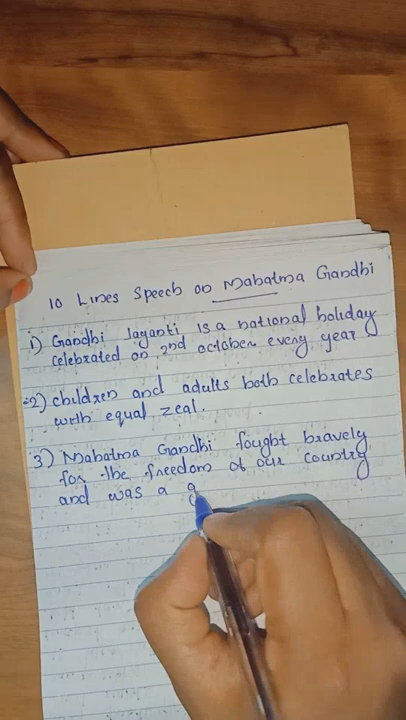 10 Lines Speech on Mahatma Gandhi
1) Gandhi Jayanti is a national holiday
celebrated on 2nd october every year
2) children and adults both celebrates
with equal zeal.
3) Mahatma Gandhi fought bravely
for the freedom of our country
and was a g